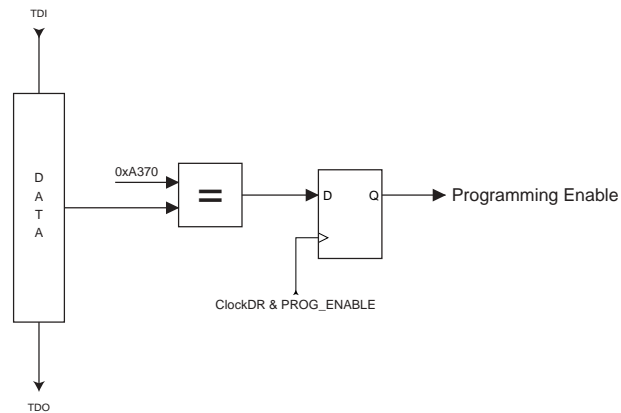 TDI
D
A
T
A
0xA370
=
D
Q
Programming Enable
ClockDR & PROG_ENABLE
TDO